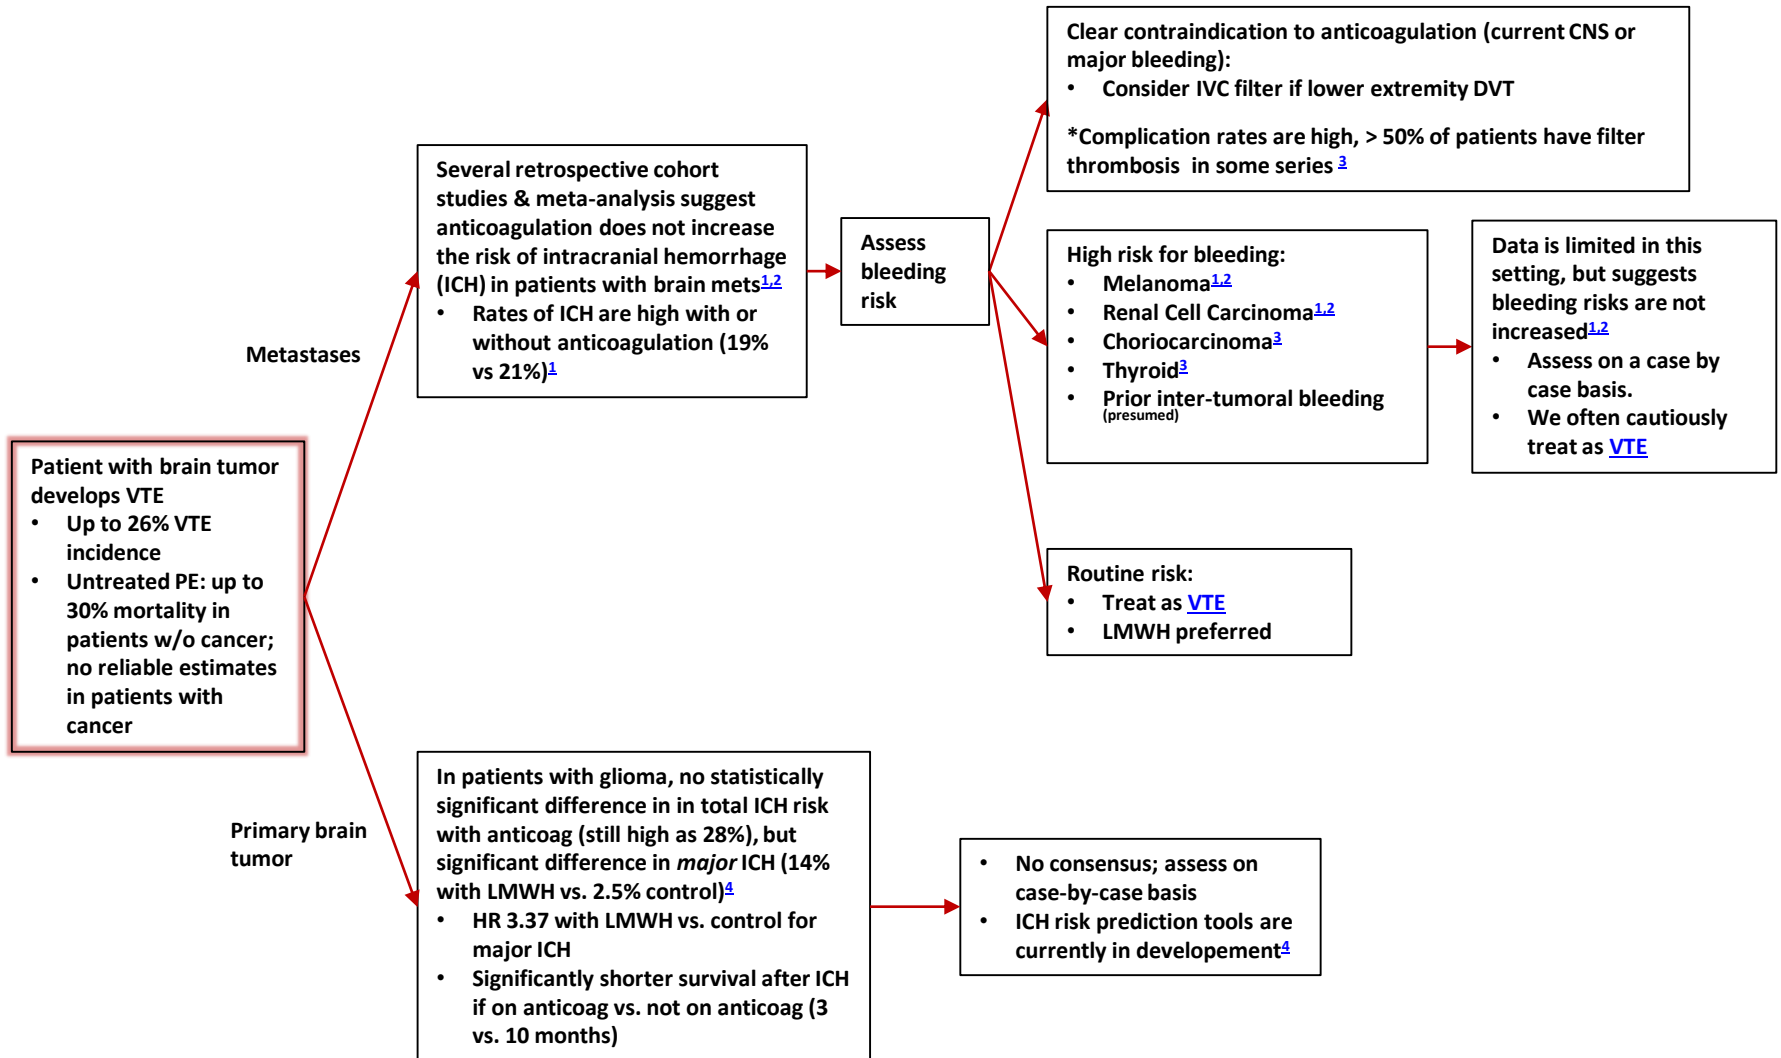 Patient with brain tumor
develops VTE
• Up to 26% VTE
incidence
• Untreated PE: up to
30% mortality in
patients w/o cancer;
no reliable estimates
in patients with
cancer
Metastases
Several retrospective cohort
studies & meta-analysis suggest
anticoagulation does not increase
the risk of intracranial hemorrhage
(ICH) in patients with brain mets1,2
• Rates of ICH are high with or
without anticoagulation (19%
vs 21%)1
Assess
bleeding
risk
Clear contraindication to anticoagulation (current CNS or
major bleeding):
• Consider IVC filter if lower extremity DVT
*Complication rates are high, > 50% of patients have filter
thrombosis in some series 3
High risk for bleeding:
• Melanoma1,2
• Renal Cell Carcinoma1,2
• Choriocarcinoma3
• Thyroid3
• Prior inter-tumoral bleeding
(presumed)
Data is limited in this
setting, but suggests
bleeding risks are not
increased1,2
• Assess on a case by
case basis.
• We often cautiously
treat as VTE
Routine risk:
• Treat as VTE
• LMWH preferred
Primary brain
tumor
In patients with glioma, no statistically
significant difference in in total ICH risk
with anticoag (still high as 28%), but
significant difference in major ICH (14%
with LMWH vs. 2.5% control)4
• HR 3.37 with LMWH vs. control for
major ICH
• Significantly shorter survival after ICH
if on anticoag vs. not on anticoag (3
vs. 10 months)
• No consensus; assess on
case-by-case basis
• ICH risk prediction tools are
currently in developement4